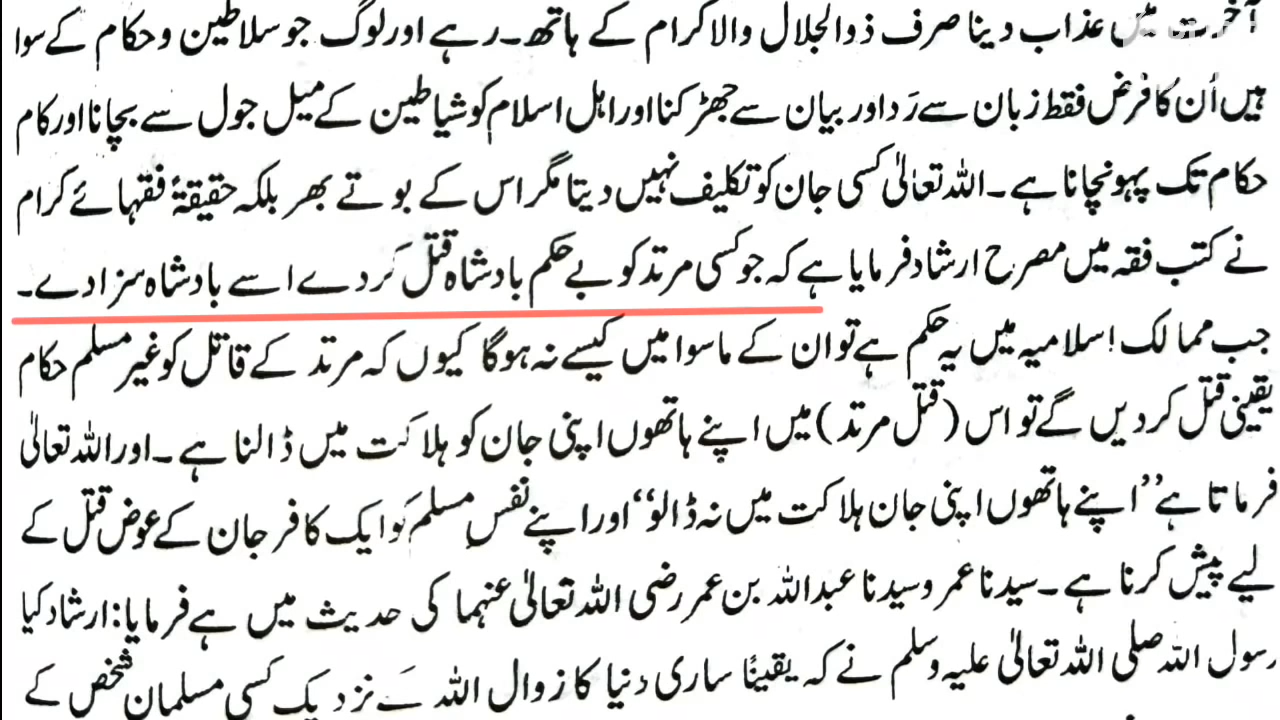 آخرت میں عذاب دینا صرف ذوالجلال والاکرام کے ہاتھ۔ رہے اور لوگ جو سلاطین و حکام کے سوا
ہیں اُن کا فرض فقط زبان سے رَد اور بیان سے جھڑکنا اور اہل اسلام کو شیاطین کے میل جول سے بچانا اور کام
حکام تک پہونچانا ہے۔ اللہ تعالیٰ کسی جان کو تکلیف نہیں دیتا مگر اس کے بوتے بھر بلکہ حقیقۃً فقہائے کرام
نے کتب فقہ میں مصرح ارشاد فرمایا ہے کہ جو کسی مرتد کو بے حکم بادشاہ قتل کردے اسے بادشاہ سزا دے۔
جب ممالک اسلامیہ میں یہ حکم ہے تو ان کے ماسوا میں کیسے نہ ہوگا کیوں کہ مرتد کے قاتل کو غیر مسلم حکام
یقینی قتل کردیں گے تو اس (قتل مرتد) میں اپنے ہاتھوں اپنی جان کو ہلاکت میں ڈالنا ہے۔ اور اللہ تعالیٰ
فرماتا ہے ”اپنے ہاتھوں اپنی جان ہلاکت میں نہ ڈالو“ اور اپنے نفسِ مسلم کو ایک کافر جان کے عوض قتل کے
لیے پیش کرنا ہے۔ سیدنا عمر و سیدنا عبداللہ بن عمر رضی اللہ تعالیٰ عنہما کی حدیث میں ہے فرمایا: ارشاد کیا
رسول اللہ صلی اللہ تعالیٰ علیہ وسلم نے کہ یقینًا ساری دنیا کا زوال اللہ کے نزدیک کسی مسلمان شخص کے